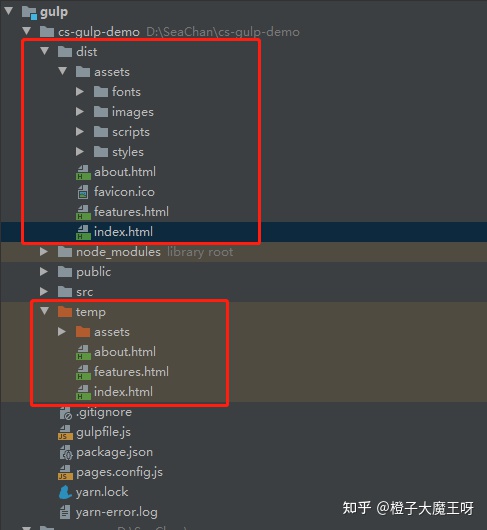 gulp
cs-gulp-demo D:\SeaChan\cs-gulp-demo
dist
assets
fonts
images
scripts
styles
about.html
favicon.ico
features.html
index.html
node_modules library root
public
src
temp
assets
about.html
features.html
index.html
.gitignore
gulpfile.js
package.json
pages.config.js
yarn.lock
yarn-error.log
知乎 @橙子大魔王呀